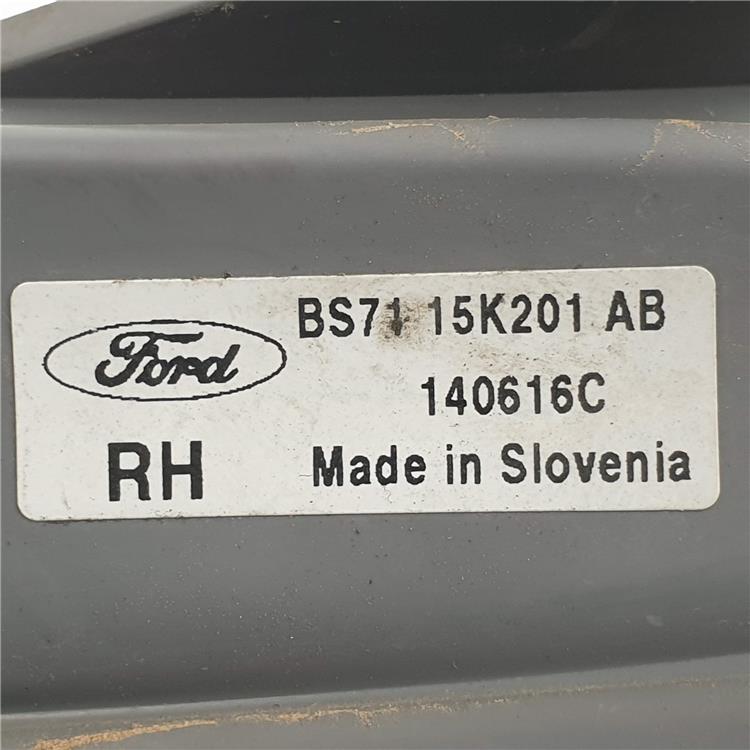 Ford
BS71 15K201 AB
140616C
RH
Made in Slovenia